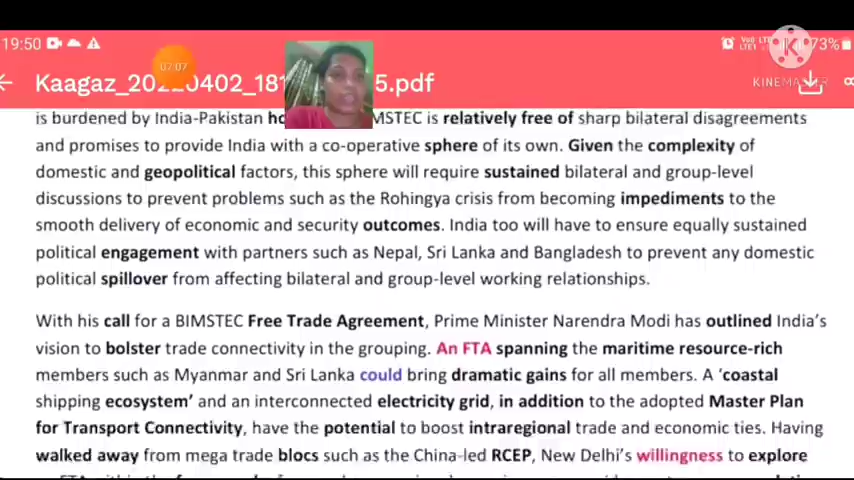 19:50
VoD LTE
LTE1
73%
07:07
Kaagaz_20220402_181 5.pdf
KINEMASTER
is burdened by India-Pakistan MSTEC is relatively free of sharp bilateral disagreements
and promises to provide India with a co-operative sphere of its own. Given the complexity of
domestic and geopolitical factors, this sphere will require sustained bilateral and group-level
discussions to prevent problems such as the Rohingya crisis from becoming impediments to the
smooth delivery of economic and security outcomes. India too will have to ensure equally sustained
political engagement with partners such as Nepal, Sri Lanka and Bangladesh to prevent any domestic
political spillover from affecting bilateral and group-level working relationships.
With his call for a BIMSTEC Free Trade Agreement, Prime Minister Narendra Modi has outlined India's
vision to bolster trade connectivity in the grouping. An FTA spanning the maritime resource-rich
members such as Myanmar and Sri Lanka could bring dramatic gains for all members. A 'coastal
shipping ecosystem' and an interconnected electricity grid, in addition to the adopted Master Plan
for Transport Connectivity, have the potential to boost intraregional trade and economic ties. Having
walked away from mega trade blocs such as the China-led RCEP, New Delhi's willingness to explore